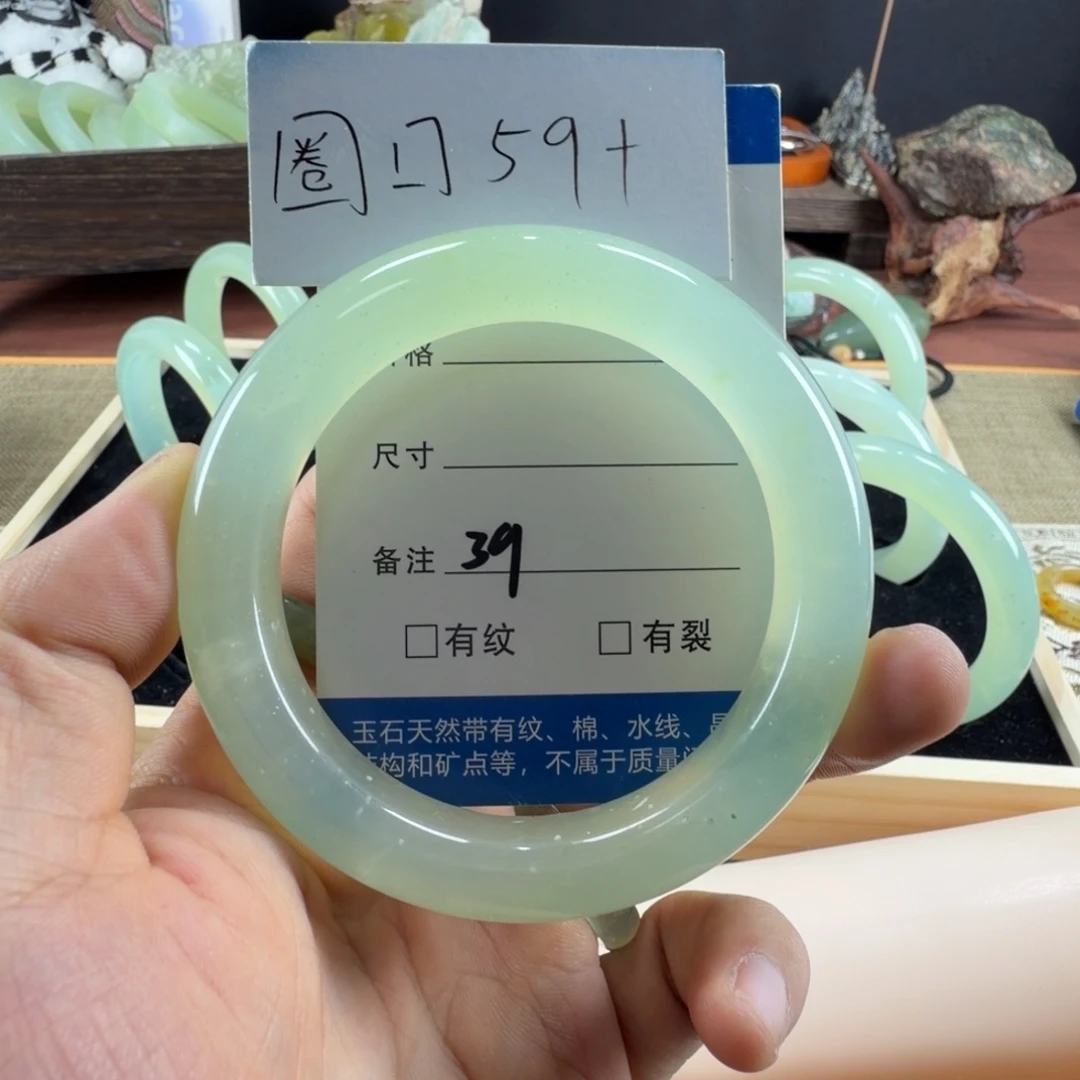 圈口59+
格
尺寸
备注 39
□有纹 □有裂
玉石天然带有纹、棉、水线、
构和矿点等，不属于质量